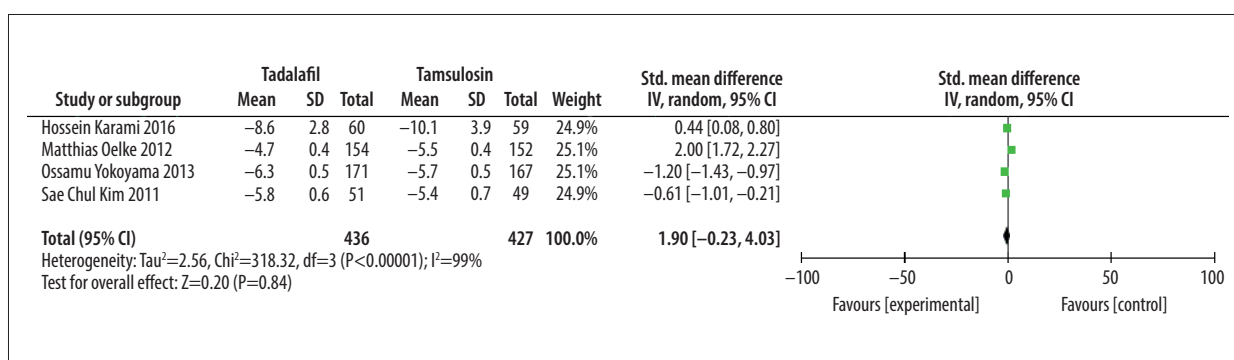 Tadalafil Tamsulosin Std. mean difference Std. mean difference
Study or subgroup Mean SD Total Mean SD Total Weight IV, random, 95% CI IV, random, 95% CI
Hossein Karami 2016 −8.6 2.8 60 −10.1 3.9 59 24.9% 0.44 [0.08, 0.80]
Matthias Oelke 2012 −4.7 0.4 154 −5.5 0.4 152 25.1% 2.00 [1.72, 2.27]
Ossamu Yokoyama 2013 −6.3 0.5 171 −5.7 0.5 167 25.1% −1.20 [−1.43, −0.97]
Sae Chul Kim 2011 −5.8 0.6 51 −5.4 0.7 49 24.9% −0.61 [−1.01, −0.21]
Total (95% CI) 436 427 100.0% 1.90 [−0.23, 4.03]
Heterogeneity: Tau²=2.56, Chi²=318.32, df=3 (P<0.00001); I²=99%
Test for overall effect: Z=0.20 (P=0.84)
−100 −50 0 50 100
Favours [experimental] Favours [control]